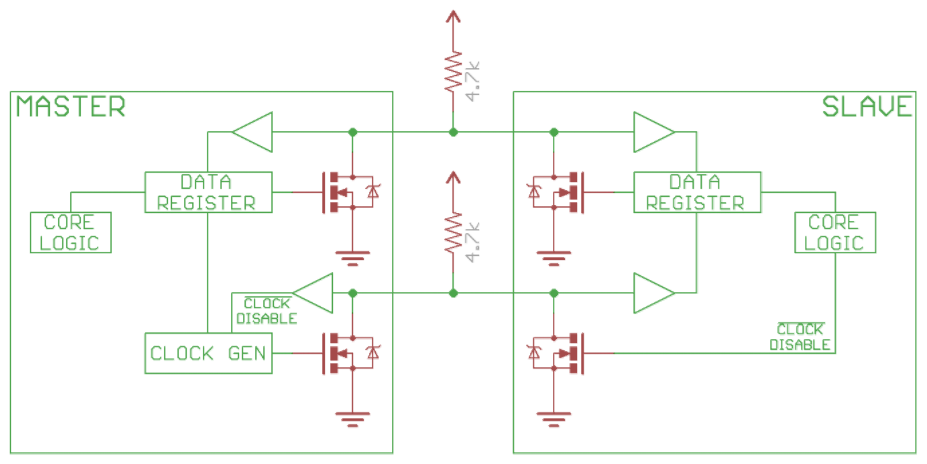 4.7k
MASTER
SLAVE
DATA
REGISTER
DATA
REGISTER
CORE
LOGIC
4.7k
CORE
LOGIC
CLOCK
DISABLE
CLOCK GEN
CLOCK
DISABLE